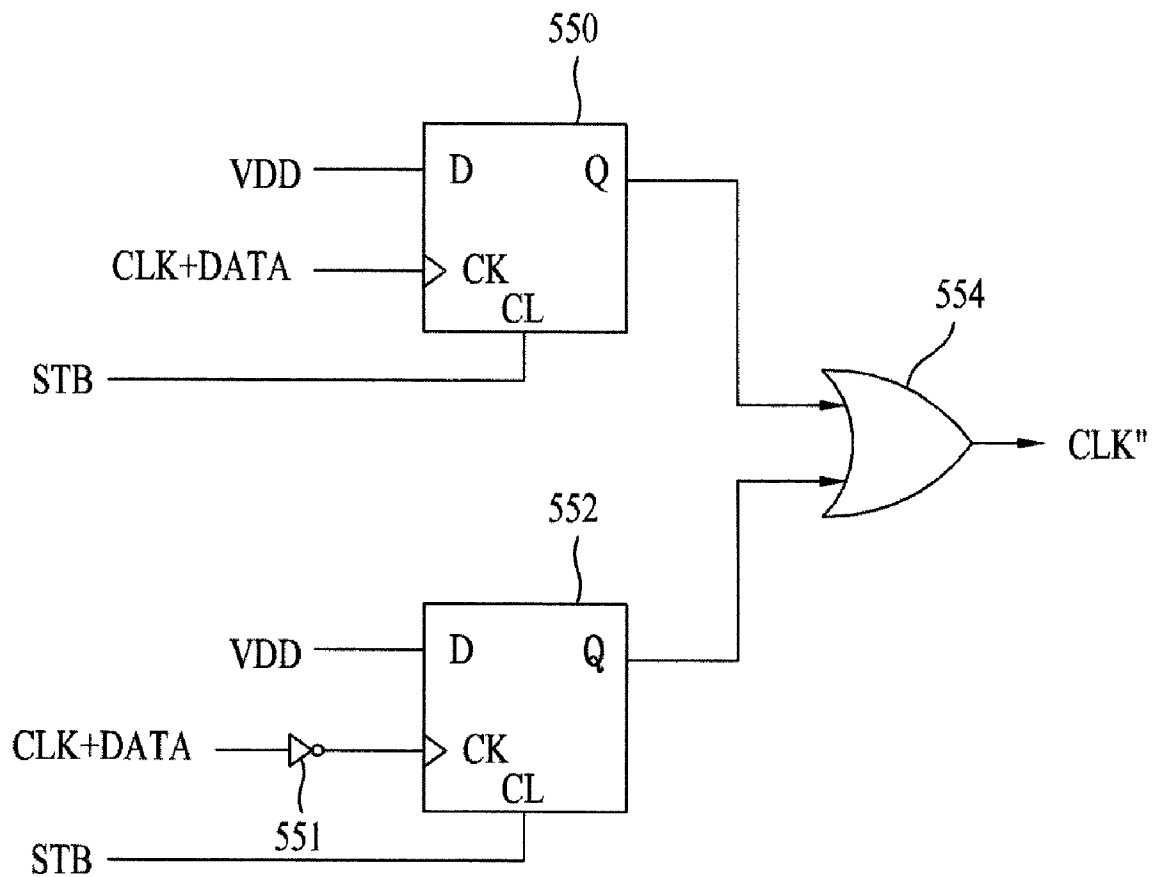 550
VDD
D
Q
CLK+DATA
CK
CL
STB
554
CLK"
552
VDD
D
Q
CLK+DATA
CK
CL
551
STB